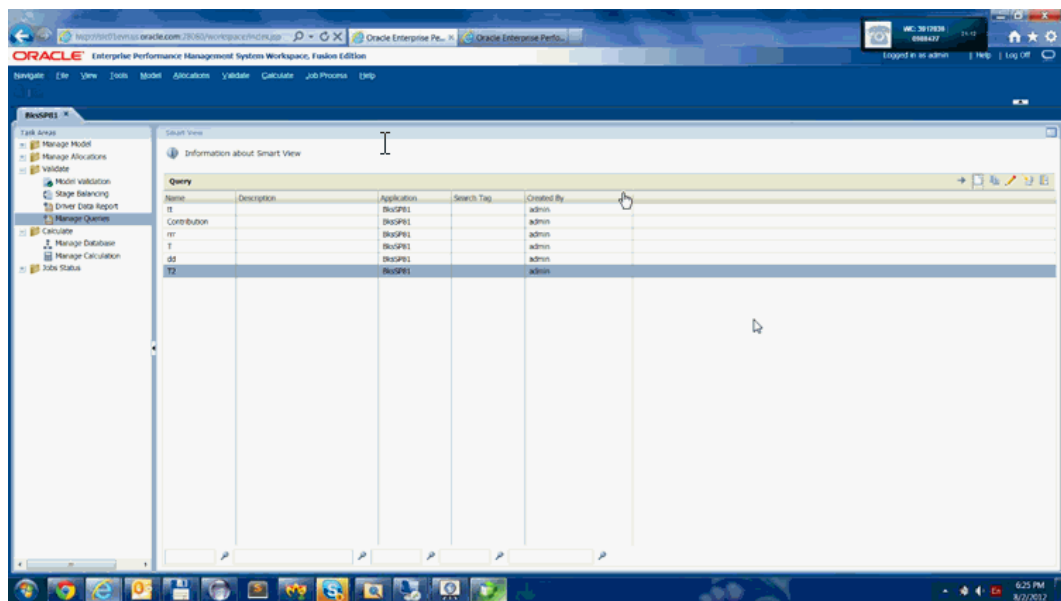 Oracle Enterprise Pe...
Oracle Enterprise Perfo...
ORACLE Enterprise Performance Management System Workspace, Fusion Edition
Logged in as admin | Help | Log Off
Navigate File View Tools Model Allocations Validate Calculate Job Process Help
BksSP81
Task Areas
Manage Model
Manage Allocations
Validate
Model Validation
Stage Balancing
Driver Data Report
Manage Queries
Calculate
Manage Database
Manage Calculation
Jobs Status
Smart View
Information about Smart View
Query
Name Description Application Search Tag Created By
tt BksSP81 admin
Contribution BksSP81 admin
rrr BksSP81 admin
T BksSP81 admin
dd BksSP81 admin
T2 BksSP81 admin
6:25 PM
8/2/2012